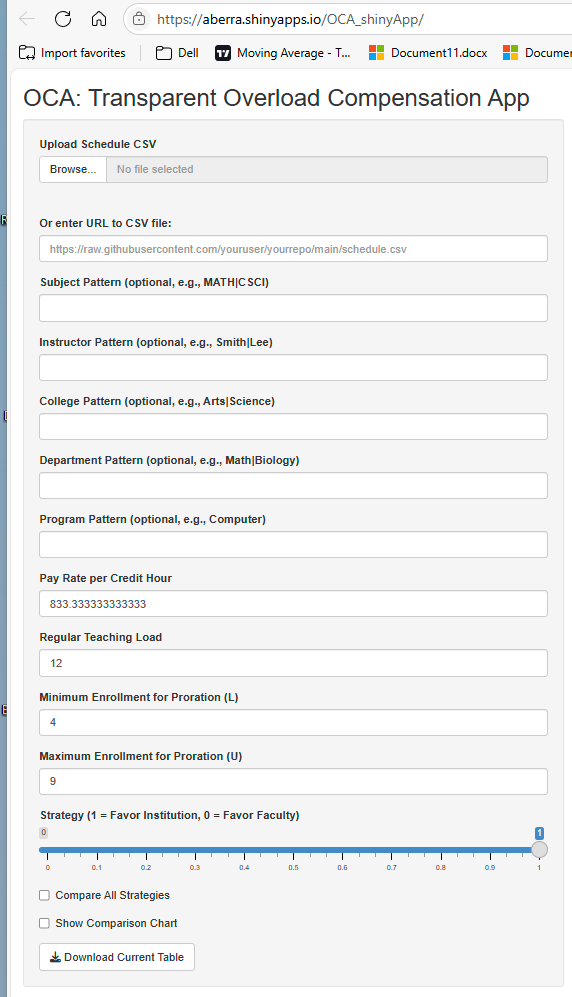 https://aberra.shinyapps.io/OCA_shinyApp/
Import favorites Dell Moving Average - T... Document11.docx Documen
OCA: Transparent Overload Compensation App
Upload Schedule CSV
Browse... No file selected
Or enter URL to CSV file:
https://raw.githubusercontent.com/youruser/yourrepo/main/schedule.csv
Subject Pattern (optional, e.g., MATH|CSCI)
Instructor Pattern (optional, e.g., Smith|Lee)
College Pattern (optional, e.g., Arts|Science)
Department Pattern (optional, e.g., Math|Biology)
Program Pattern (optional, e.g., Computer)
Pay Rate per Credit Hour
833.333333333333
Regular Teaching Load
12
Minimum Enrollment for Proration (L)
4
Maximum Enrollment for Proration (U)
9
Strategy (1 = Favor Institution, 0 = Favor Faculty)
0 1
0 0.1 0.2 0.3 0.4 0.5 0.6 0.7 0.8 0.9 1
Compare All Strategies
Show Comparison Chart
Download Current Table